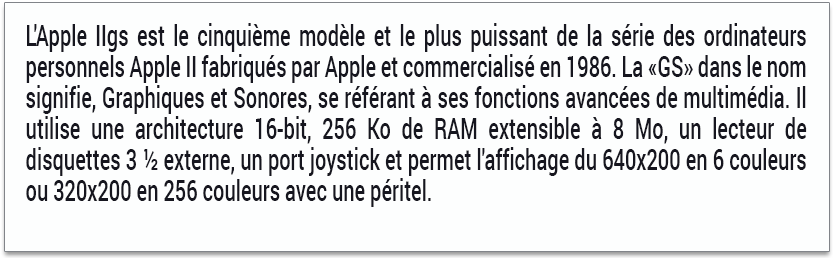 L'Apple IIgs est le cinquième modèle et le plus puissant de la série des ordinateurs
personnels Apple II fabriqués par Apple et commercialisé en 1986. La «GS» dans le nom
signifie, Graphiques et Sonores, se référant à ses fonctions avancées de multimédia. Il
utilise une architecture 16-bit, 256 Ko de RAM extensible à 8 Mo, un lecteur de
disquettes 3 ½ externe, un port joystick et permet l'affichage du 640x200 en 6 couleurs
ou 320x200 en 256 couleurs avec une péritel.